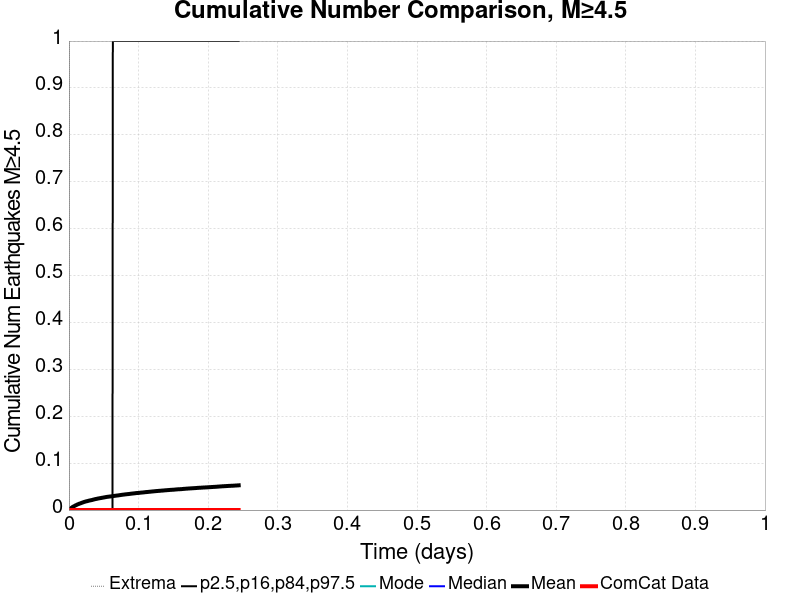 Cumulative Number Comparison, M≥4.5
Cumulative Num Earthquakes M≥4.5
1
0.9
0.8
0.7
0.6
0.5
0.4
0.3
0.2
0.1
0
0 0.1 0.2 0.3 0.4 0.5 0.6 0.7 0.8 0.9 1
Time (days)
Extrema p2.5,p16,p84,p97.5 Mode Median Mean ComCat Data